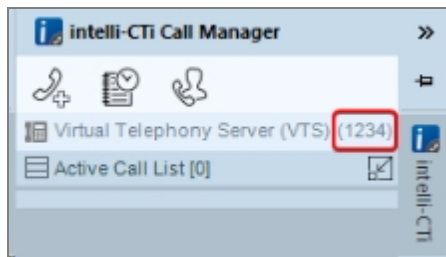 intelli-CTi Call Manager
Virtual Telephony Server (VTS) (1234)
Active Call List [0]
intelli-CTi